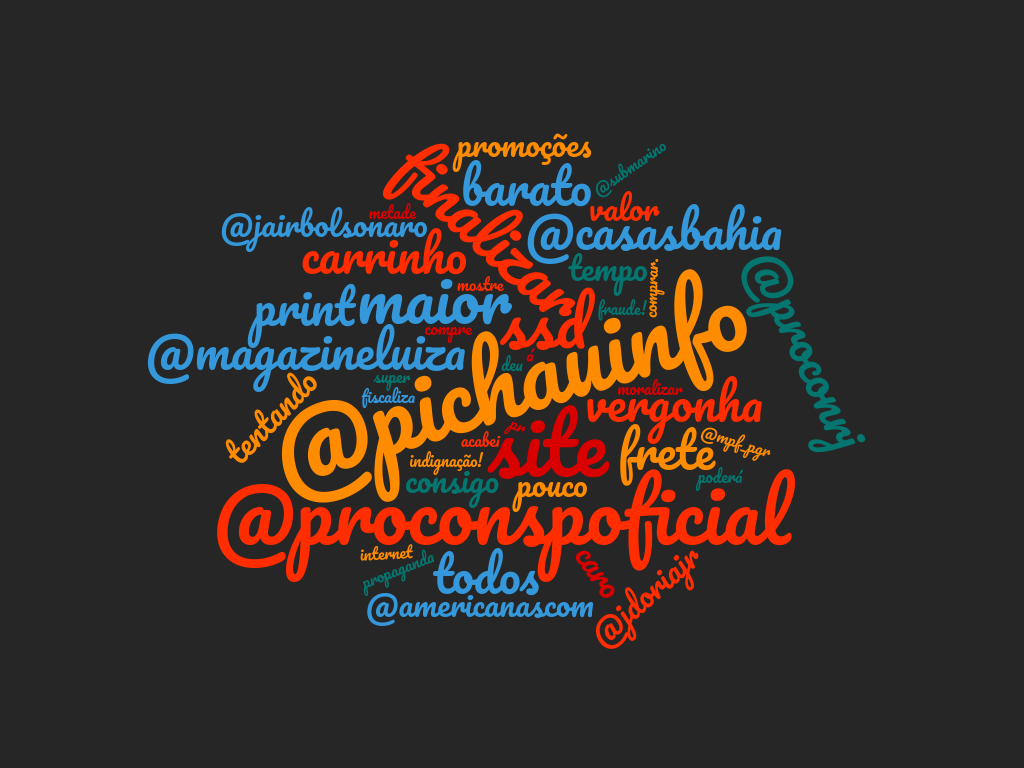 promoções
@submarino
finalizar
barato
metade
valor
@jairbolsonaro
@casasbahia
carrinho
tempo
@proconrj
mostre
comprar.
print
maior
fraude!
compre
ssd
@magazineluiza
ó
deu
@pichauinfo
super
fiscaliza
tentando
moralizar
vergonha
pr
acabei
site
frete
@mpf_pgr
indignação!
consigo
pouco
poderá
@proconspoficial
internet
propaganda
todos
caro
@jdoriajr
@americanascom